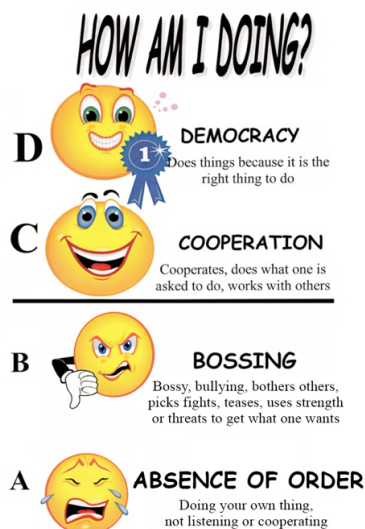 HOW AM I DOING?
D
1
DEMOCRACY
Does things because it is the
right thing to do
C
COOPERATION
Cooperates, does what one is
asked to do, works with others
B
BOSSING
Bossy, bullying, bothers others,
picks fights, teases, uses strength
or threats to get what one wants
A
ABSENCE OF ORDER
Doing your own thing,
not listening or cooperating